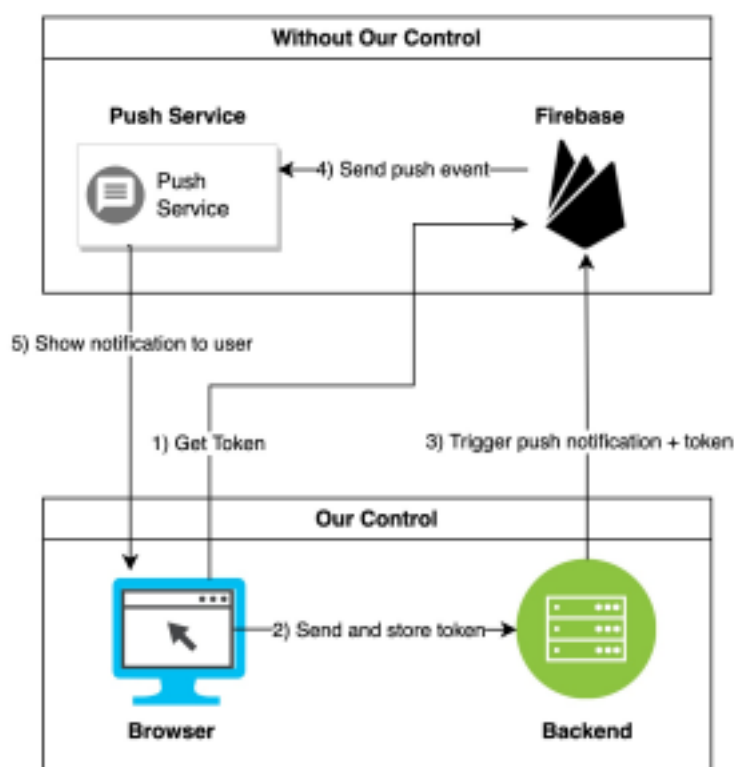 Without Our Control
Push Service
Firebase
Push
Service
4) Send push event
5) Show notification to user
1) Get Token
3) Trigger push notification + token
Our Control
2) Send and store token
Browser
Backend